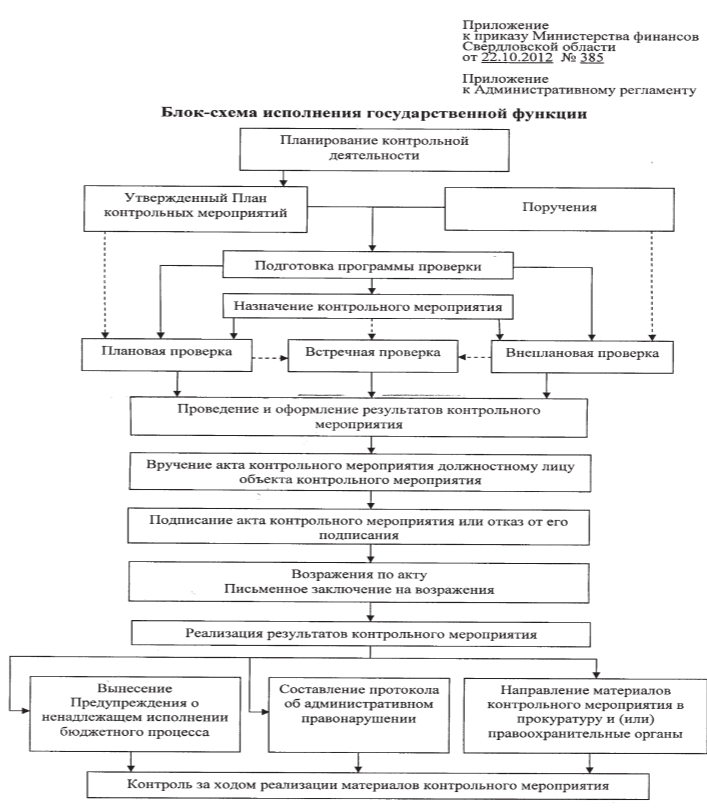 Приложение
к приказу Министерства финансов
Свердловской области
от 22.10.2012 № 385
Приложение
к Административному регламенту
Блок-схема исполнения государственной функции
Планирование контрольной
деятельности
Утвержденный План
контрольных мероприятий
Поручения
Подготовка программы проверки
Назначение контрольного мероприятия
Плановая проверка
Встречная проверка
Внеплановая проверка
Проведение и оформление результатов контрольного
мероприятия
Вручение акта контрольного мероприятия должностному лицу
объекта контрольного мероприятия
Подписание акта контрольного мероприятия или отказ от его
подписания
Возражения по акту
Письменное заключение на возражения
Реализация результатов контрольного мероприятия
Вынесение
Предупреждения о
ненадлежащем исполнении
бюджетного процесса
Составление протокола
об административном
правонарушении
Направление материалов
контрольного мероприятия в
прокуратуру и (или)
правоохранительные органы
Контроль за ходом реализации материалов контрольного мероприятия